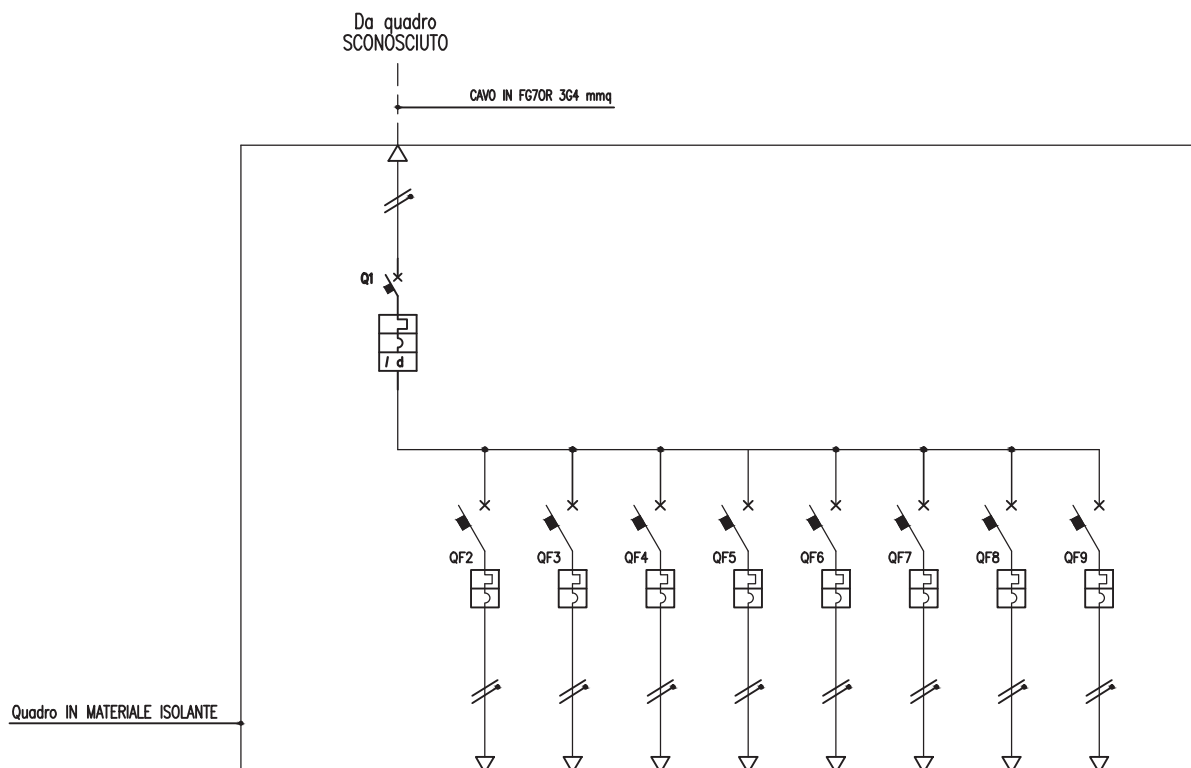 Da quadro
SCONOSCIUTO
CAVO IN FG7OR 3G4 mmq
Q1
I d
QF2 QF3 QF4 QF5 QF6 QF7 QF8 QF9
Quadro IN MATERIALE ISOLANTE